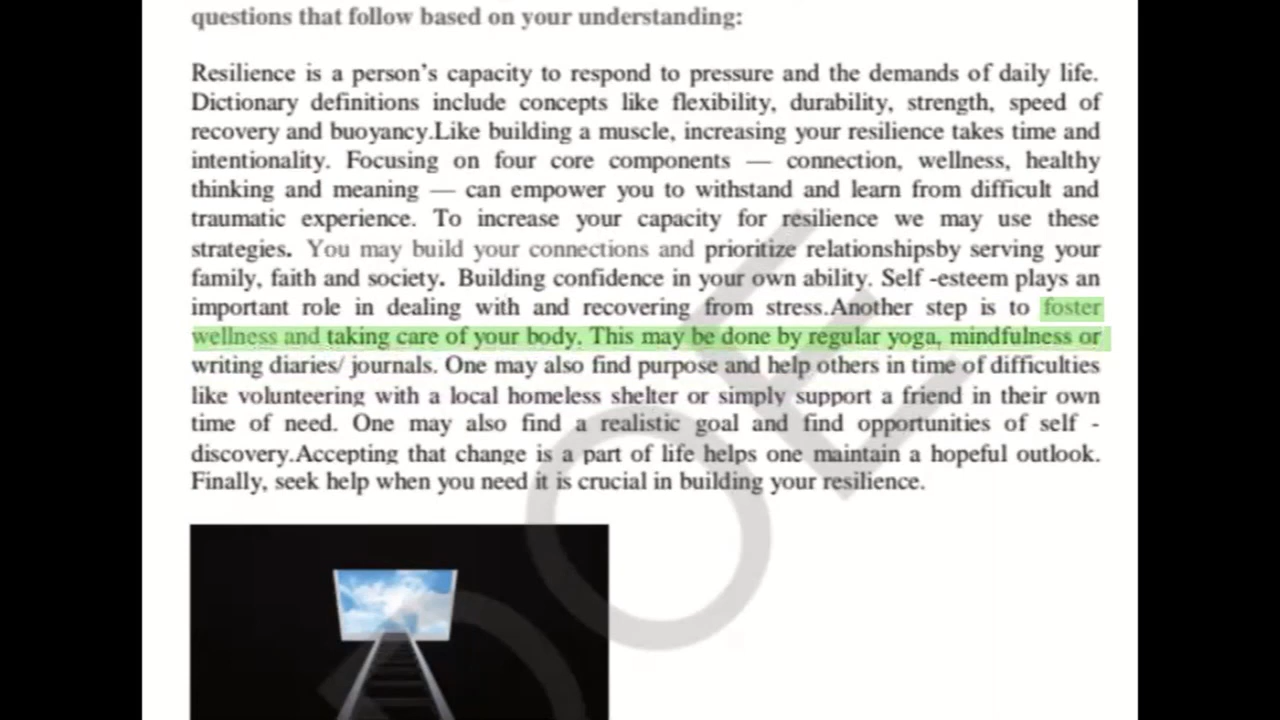 questions that follow based on your understanding:
Resilience is a person's capacity to respond to pressure and the demands of daily life.
Dictionary definitions include concepts like flexibility, durability, strength, speed of
recovery and buoyancy.Like building a muscle, increasing your resilience takes time and
intentionality. Focusing on four core components — connection, wellness, healthy
thinking and meaning — can empower you to withstand and learn from difficult and
traumatic experience. To increase your capacity for resilience we may use these
strategies. You may build your connections and prioritize relationshipsby serving your
family, faith and society. Building confidence in your own ability. Self -esteem plays an
important role in dealing with and recovering from stress.Another step is to foster
wellness and taking care of your body. This may be done by regular yoga, mindfulness or
writing diaries/ journals. One may also find purpose and help others in time of difficulties
like volunteering with a local homeless shelter or simply support a friend in their own
time of need. One may also find a realistic goal and find opportunities of self -
discovery.Accepting that change is a part of life helps one maintain a hopeful outlook.
Finally, seek help when you need it is crucial in building your resilience.